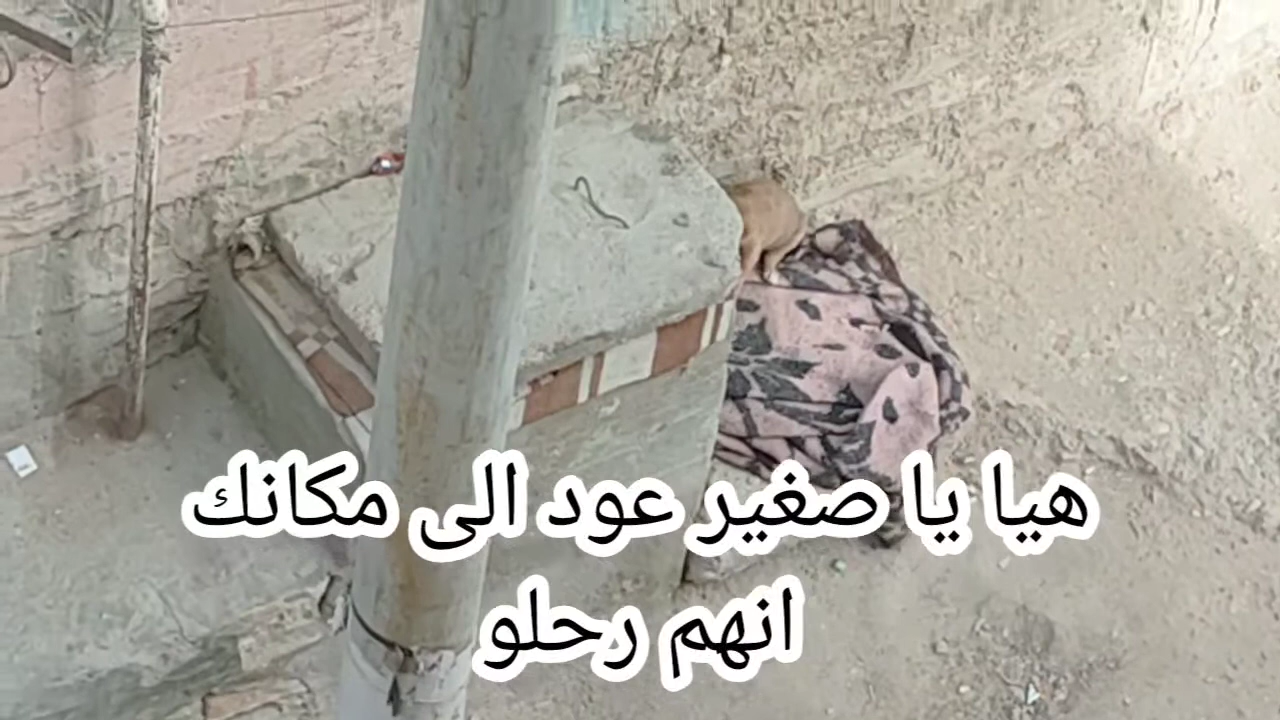 هيا يا صغير عود الى مكانك
انهم رحلو